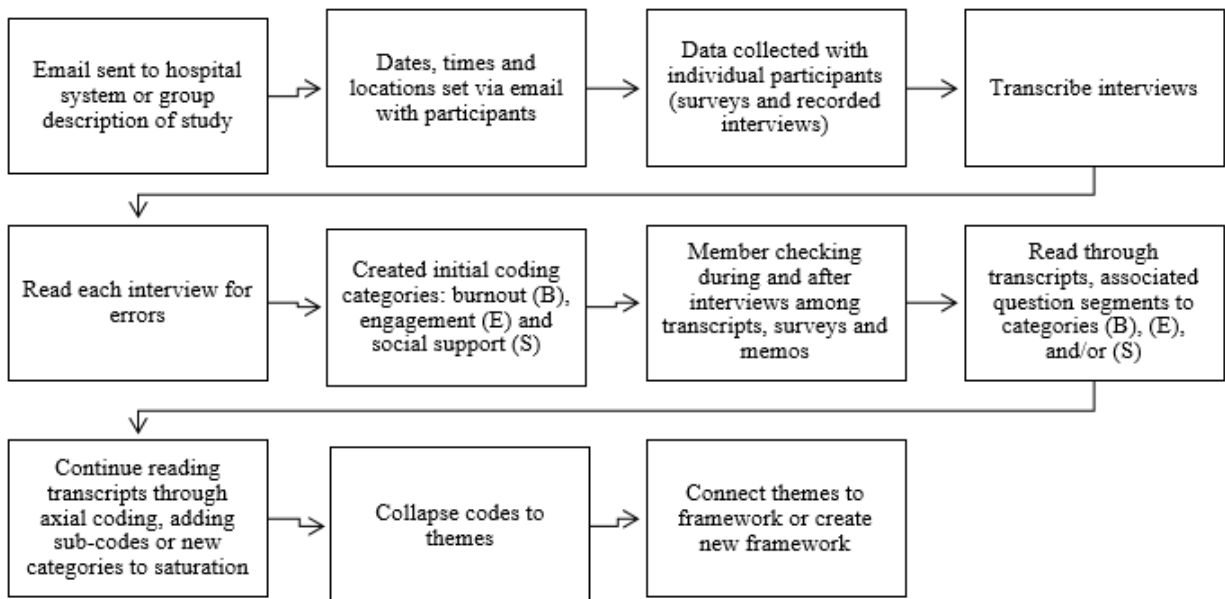 Email sent to hospital
system or group
description of study
Dates, times and
locations set via email
with participants
Data collected with
individual participants
(surveys and recorded
interviews)
Transcribe interviews
Read each interview for
errors
Created initial coding
categories: burnout (B),
engagement (E) and
social support (S)
Member checking
during and after
interviews among
transcripts, surveys and
memos
Read through
transcripts, associated
question segments to
categories (B), (E),
and/or (S)
Continue reading
transcripts through
axial coding, adding
sub-codes or new
categories to saturation
Collapse codes to
themes
Connect themes to
framework or create
new framework